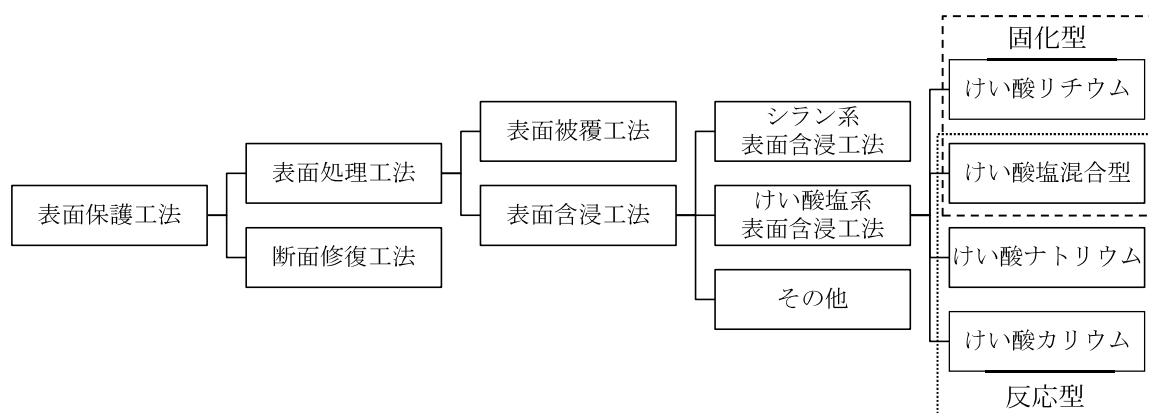 表面保護工法
表面処理工法
断面修復工法
表面被覆工法
表面含浸工法
シラン系
表面含浸工法
けい酸塩系
表面含浸工法
その他
固化型
けい酸リチウム
けい酸塩混合型
けい酸ナトリウム
けい酸カリウム
反応型